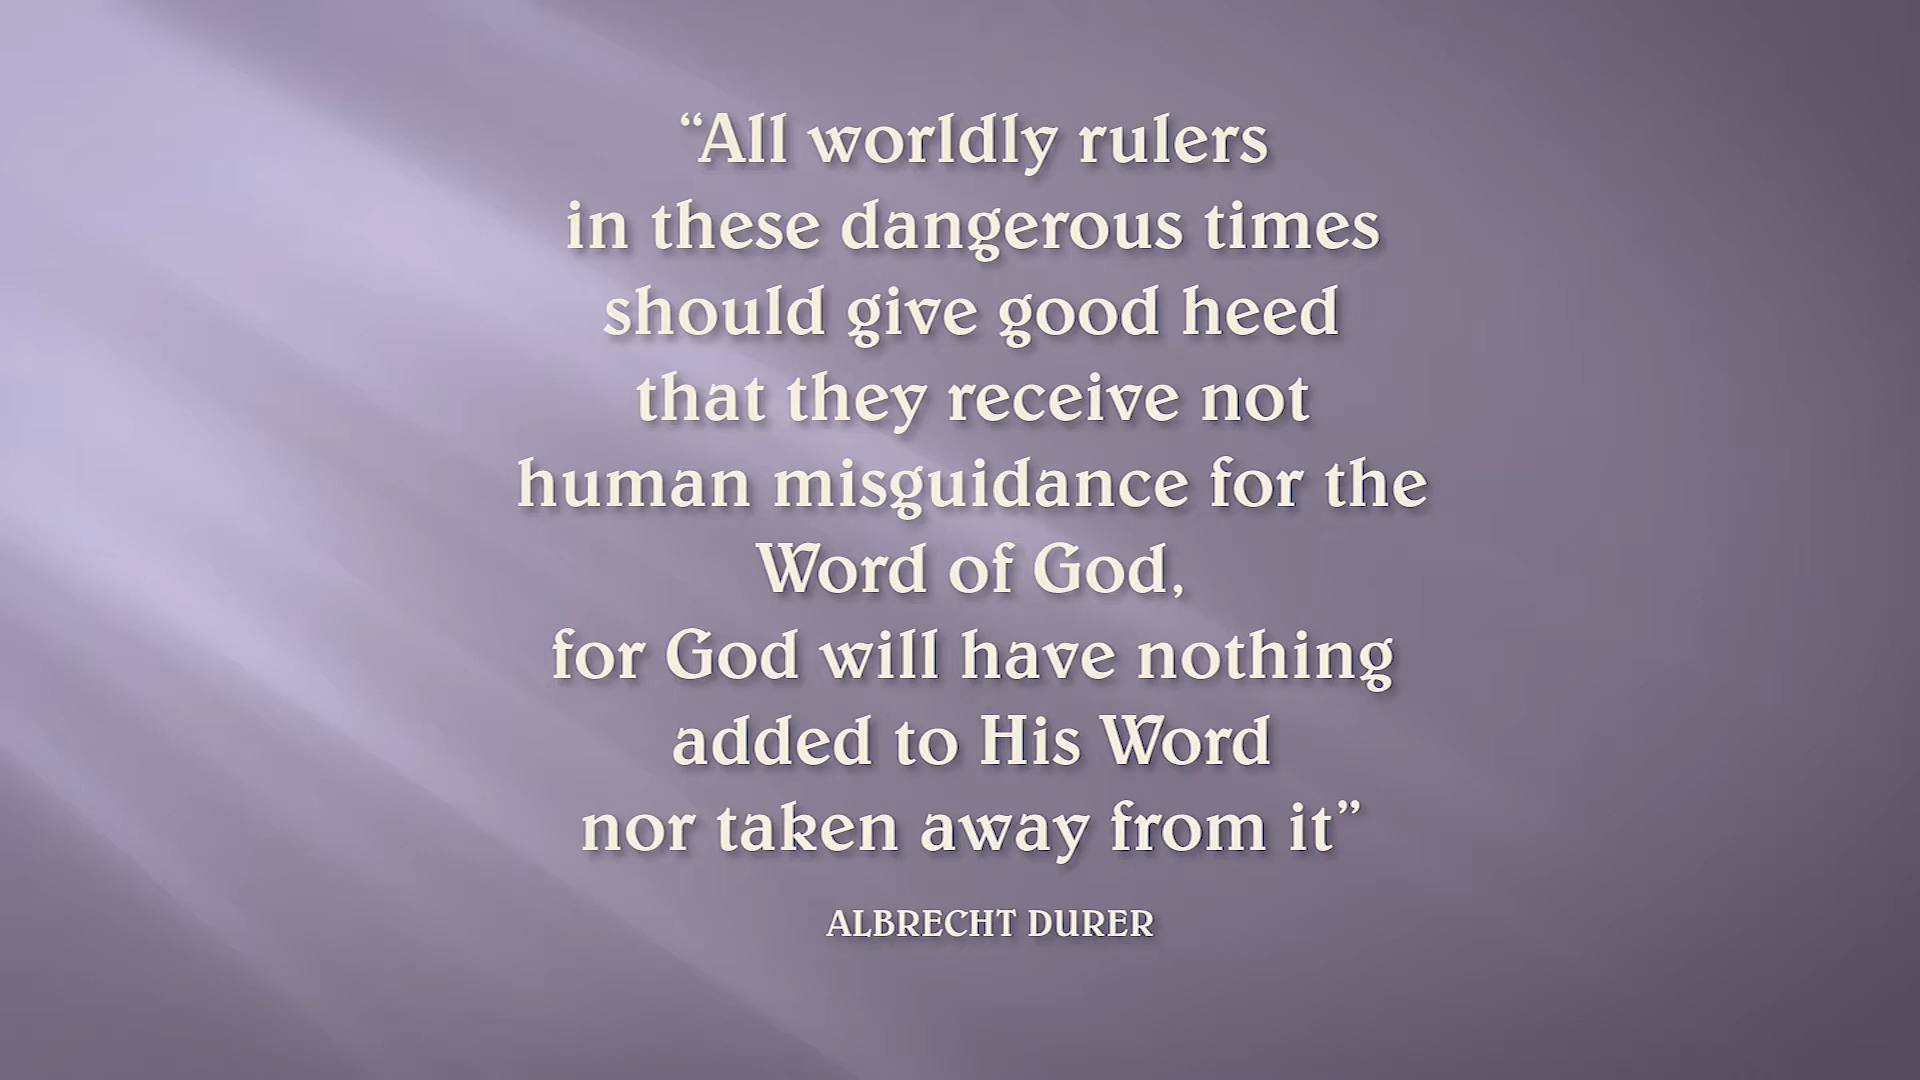 “All worldly rulers
in these dangerous times
should give good heed
that they receive not
human misguidance for the
Word of God,
for God will have nothing
added to His Word
nor taken away from it”
ALBRECHT DURER